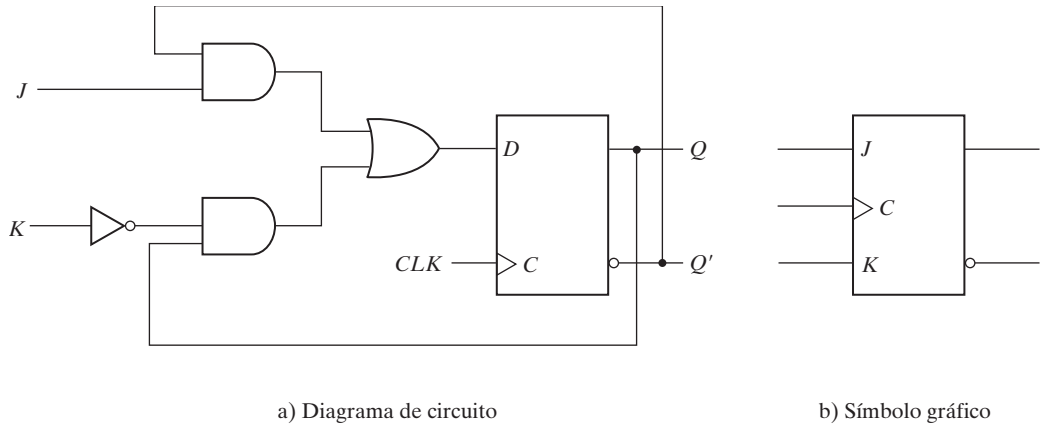 J
K
D
CLK
C
Q
Q′
J
C
K
a) Diagrama de circuito
b) Símbolo gráfico